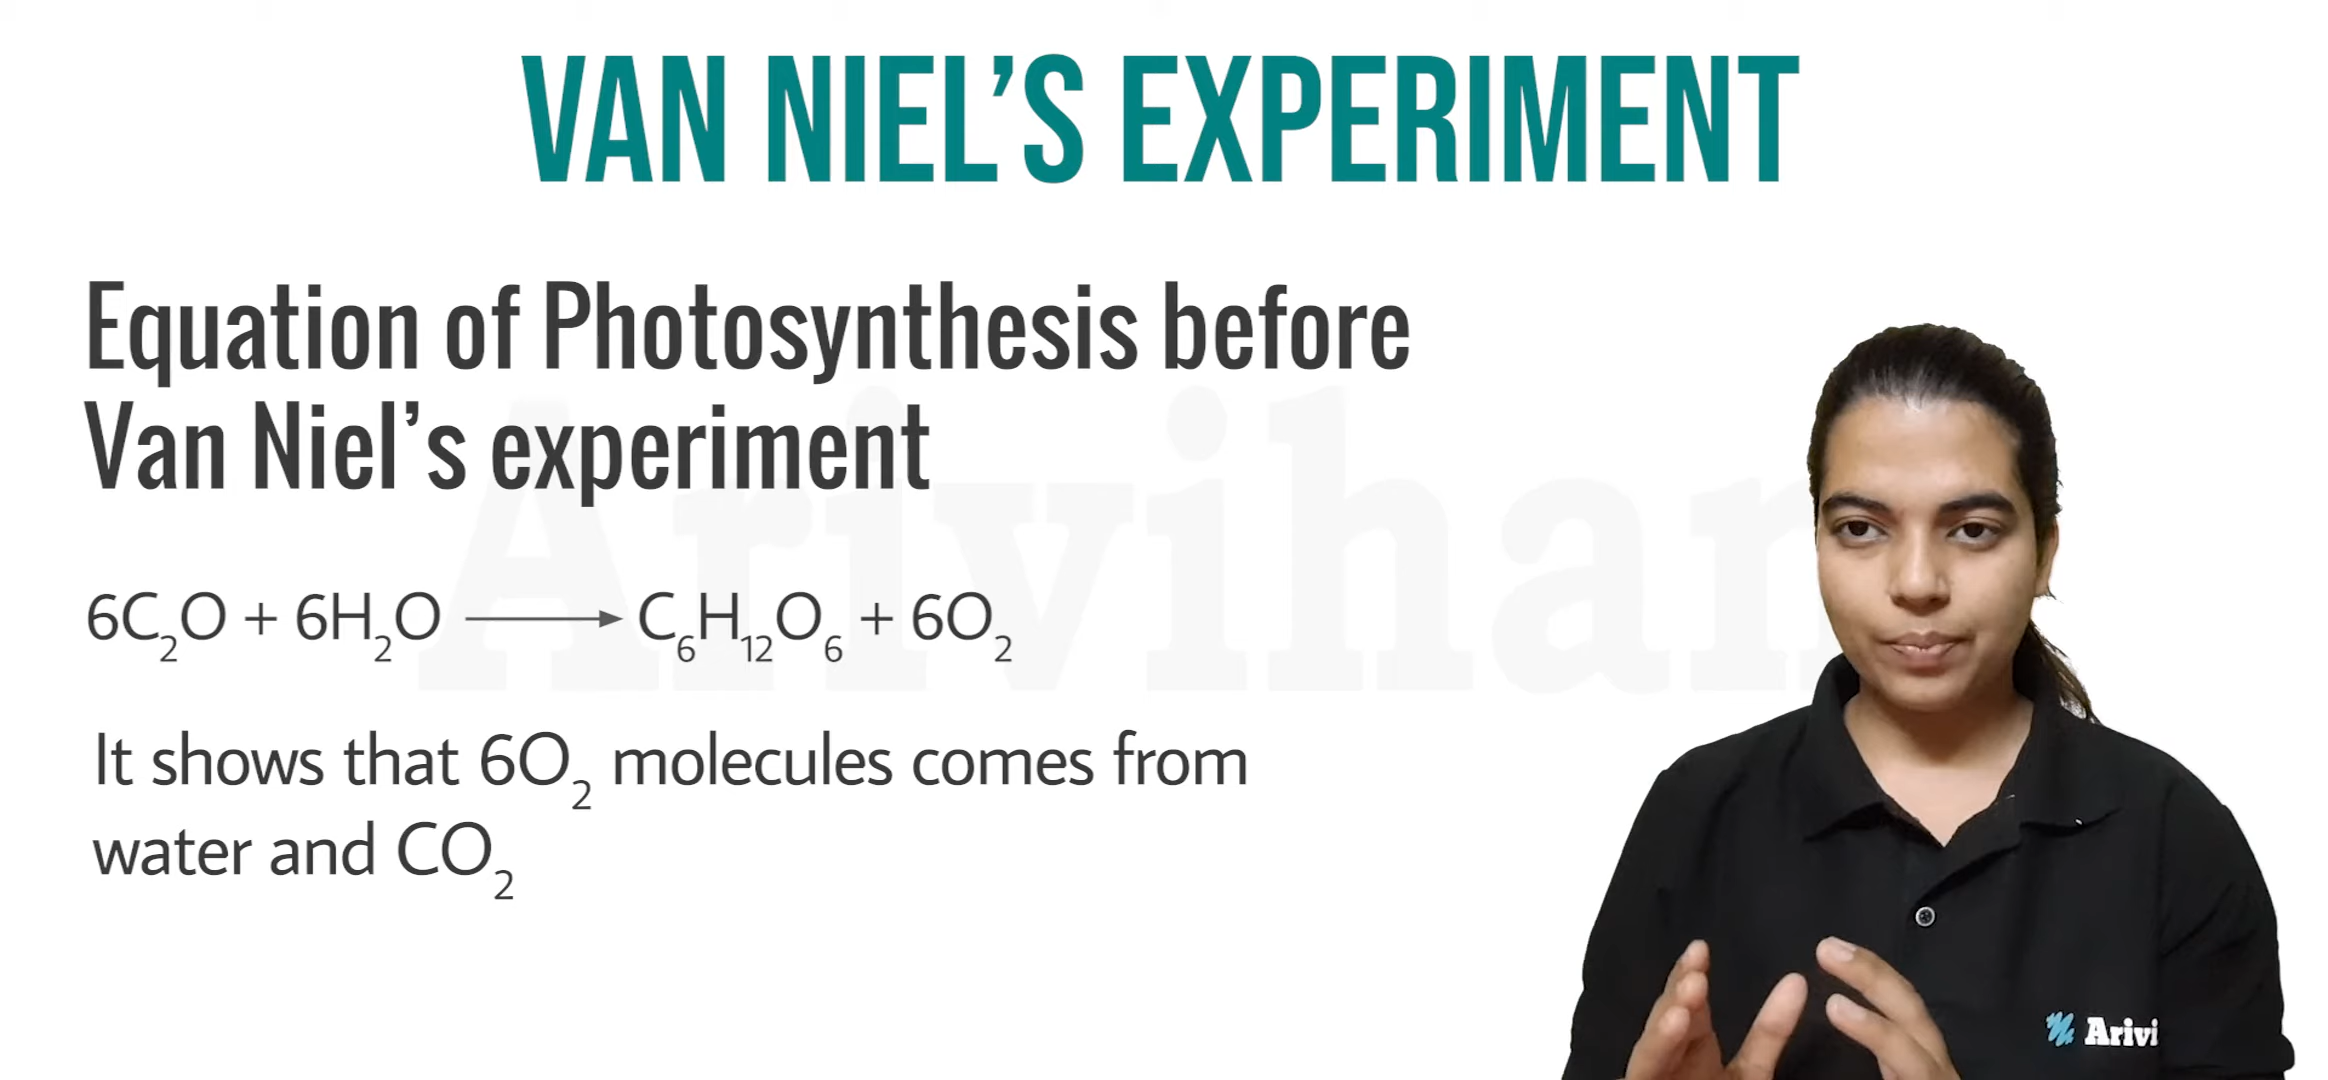 VAN NIEL’S EXPERIMENT
Equation of Photosynthesis before
Van Niel’s experiment
6C₂O + 6H₂O ⟶ C₆H₁₂O₆ + 6O₂
It shows that 6O₂ molecules comes from
water and CO₂
Arivihan
Arivi